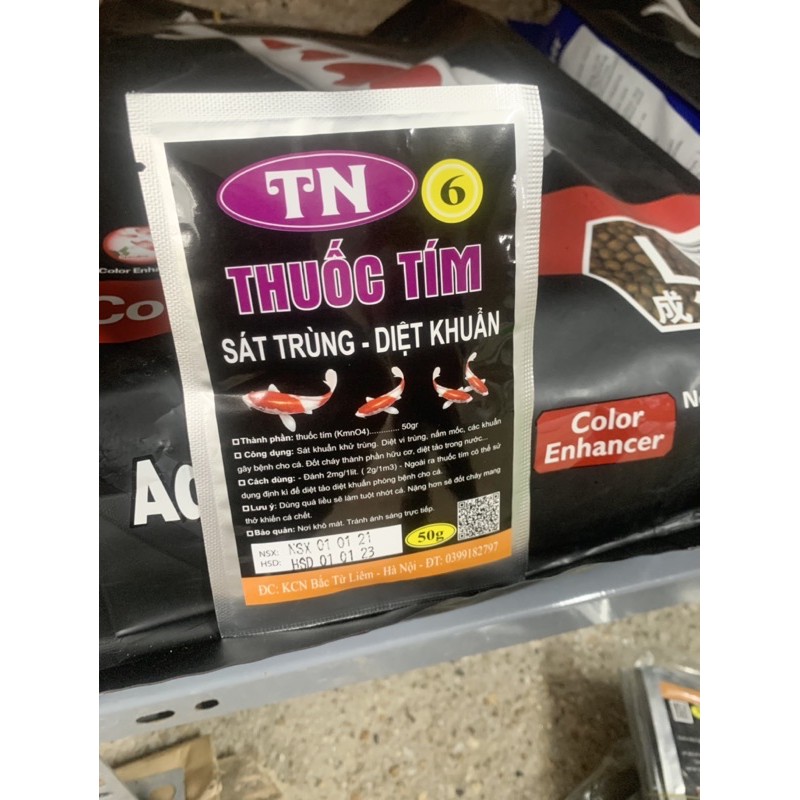 TN
6
THUỐC TÍM
SÁT TRÙNG - DIỆT KHUẨN
Thành phần: thuốc tím (KmnO4)............ 50gr
Công dụng: Sát khuẩn khử trùng. Diệt vi trùng, nấm mốc, các khuẩn
gây bệnh cho cá. Đốt cháy thành phần hữu cơ, diệt tảo trong nước...
Cách dùng: - Đánh 2mg/1lit. ( 2g/1m3) - Ngoài ra thuốc tím có thể sử
dụng định kì để diệt tảo diệt khuẩn phòng bệnh cho cá.
Lưu ý: Dùng quá liều sẽ làm tuột nhớt cá. Nặng hơn sẽ đốt cháy mang
thở khiến cá chết.
Bảo quản: Nơi khô mát. Tránh ánh sáng trực tiếp.
NSX: NSX 01 01 21
HSD: HSD 01 01 23
50g
ĐC: KCN Bắc Từ Liêm - Hà Nội - ĐT: 0399182797
Color Enha
Co
Ac
L
成
Color
Enhancer
N